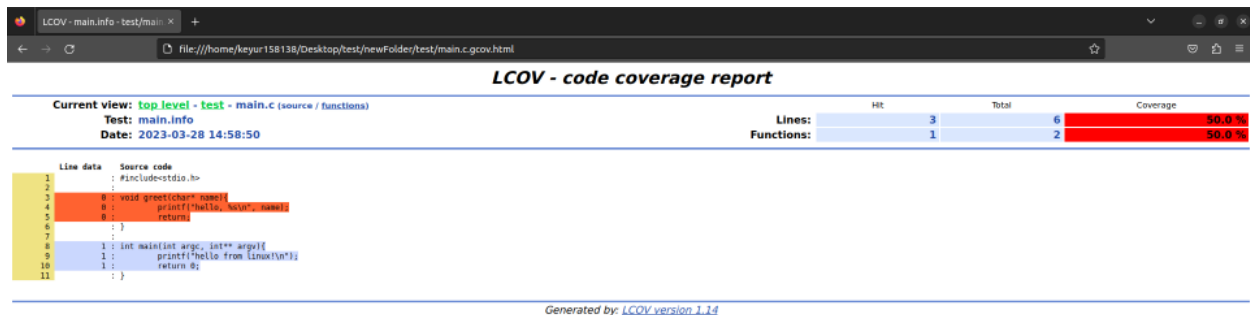 LCOV - main.info - test/main ×
+
file:///home/keyur158138/Desktop/test/newFolder/test/main.c.gcov.html
LCOV - code coverage report
Current view: top level - test - main.c (source / functions)
Hit Total Coverage
Test: main.info
Lines: 3 6 50.0 %
Date: 2023-03-28 14:58:50
Functions: 1 2 50.0 %
Line data Source code
1 : #include<stdio.h>
2 :
3 0 : void greet(char* name){
4 0 : printf("hello, %s\n", name);
5 0 : return;
6 : }
7 :
8 1 : int main(int argc, int** argv){
9 1 : printf("hello from linux!\n");
10 1 : return 0;
11 : }
Generated by: LCOV version 1.14